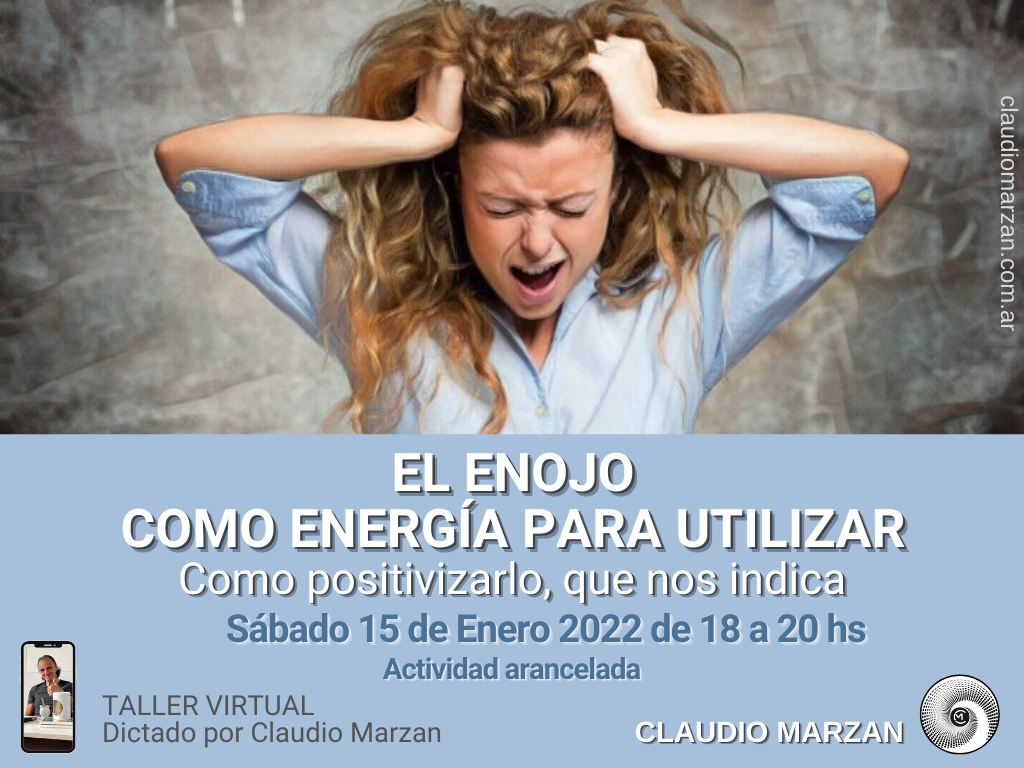 claudiomarzan.com.ar
EL ENOJO
COMO ENERGÍA PARA UTILIZAR
Como positivizarlo, que nos indica
Sábado 15 de Enero 2022 de 18 a 20 hs
Actividad arancelada
TALLER VIRTUAL
Dictado por Claudio Marzan
CLAUDIO MARZAN
M